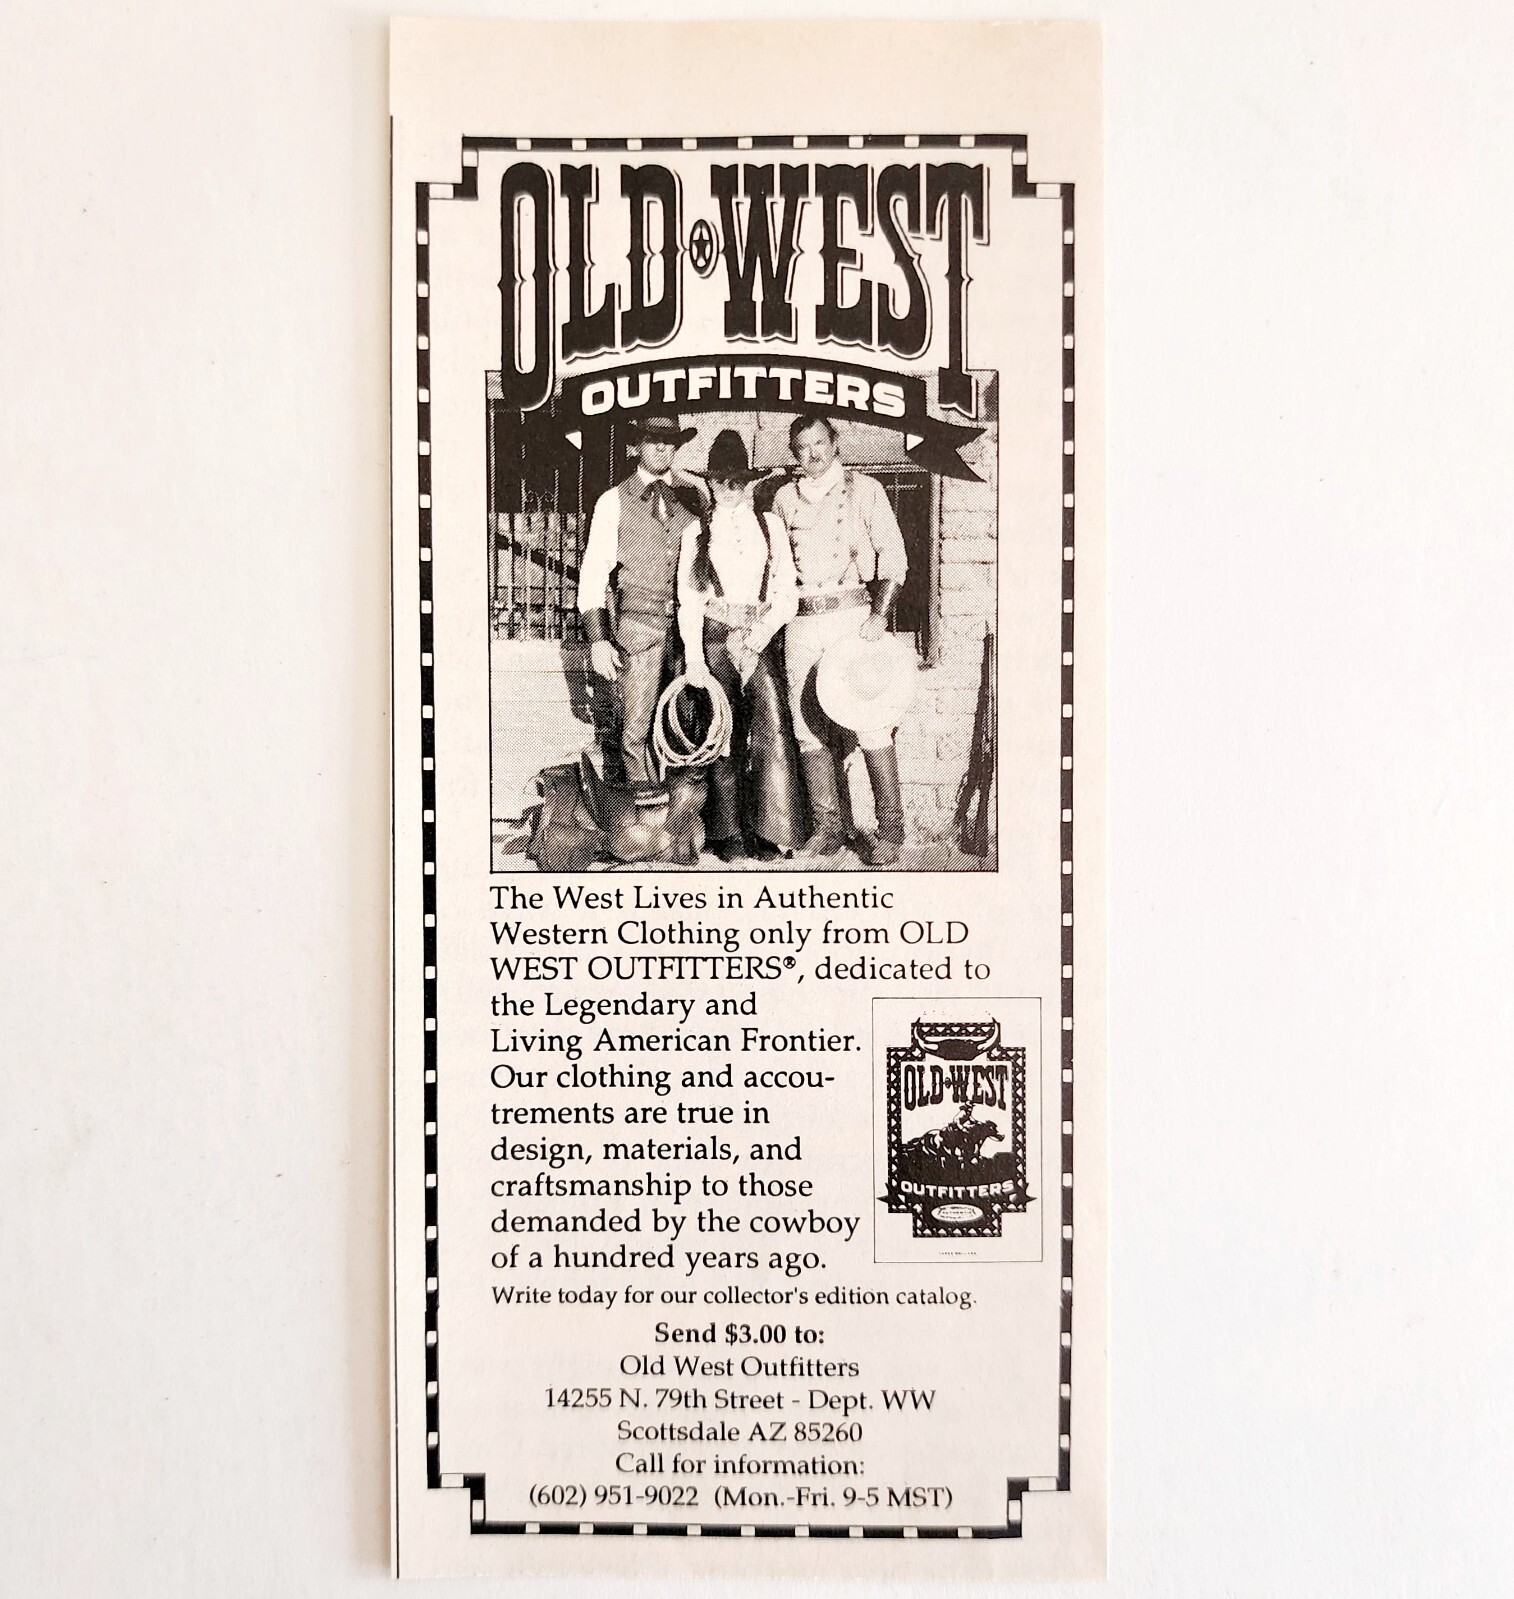 OLD WEST
OUTFITTERS
The West Lives in Authentic
Western Clothing only from OLD
WEST OUTFITTERS®, dedicated to
the Legendary and
Living American Frontier.
Our clothing and accou-
trements are true in
design, materials, and
craftsmanship to those
demanded by the cowboy
of a hundred years ago.
OLD WEST
OUTFITTERS
Write today for our collector's edition catalog.
Send $3.00 to:
Old West Outfitters
14255 N. 79th Street - Dept. WW
Scottsdale AZ 85260
Call for information:
(602) 951-9022 (Mon.-Fri. 9-5 MST)